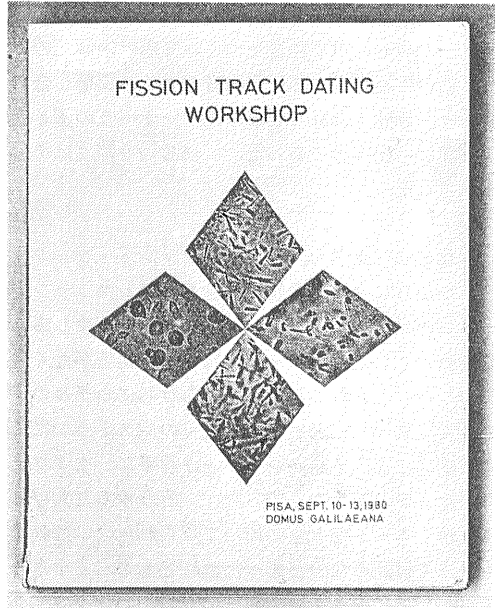 FISSION TRACK DATING
WORKSHOP
PISA, SEPT. 10-13, 1980
DOMUS GALILAEANA